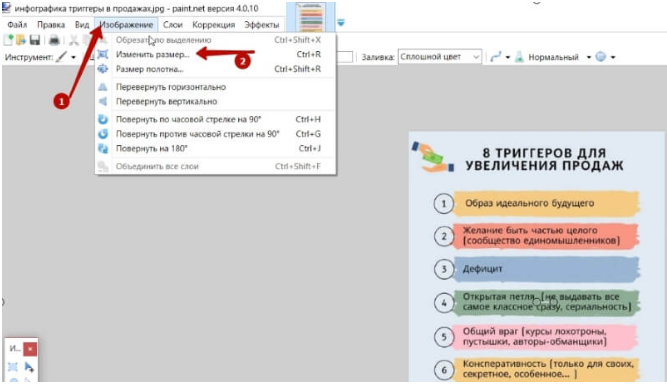 инфографика триггеры в продажах.jpg - paint.net версия 4.0.10
Файл Правка Вид Изображение Слои Коррекция Эффекты
Обрезать по выделению Ctrl+Shift+X
Изменить размер... Ctrl+R
Размер полотна... Ctrl+Shift+R
Перевернуть горизонтально
Перевернуть вертикально
Повернуть по часовой стрелке на 90° Ctrl+H
Повернуть против часовой стрелки на 90° Ctrl+G
Повернуть на 180° Ctrl+J
Объединить все слои Ctrl+Shift+F
1
2
Инструмент:
Заливка: Сплошной цвет
Нормальный
8 ТРИГГЕРОВ ДЛЯ
УВЕЛИЧЕНИЯ ПРОДАЖ
1 Образ идеального будущего
2 Желание быть частью целого
(сообщество единомышленников)
3 Дефицит
4 Открытая петля (не выдавать все
самое классное сразу, сериальность)
5 Общий враг (курсы локотроны,
пустышки, авторы-обманщики)
6 Консперативность (только для своих,
секретное, особенное... )
И...